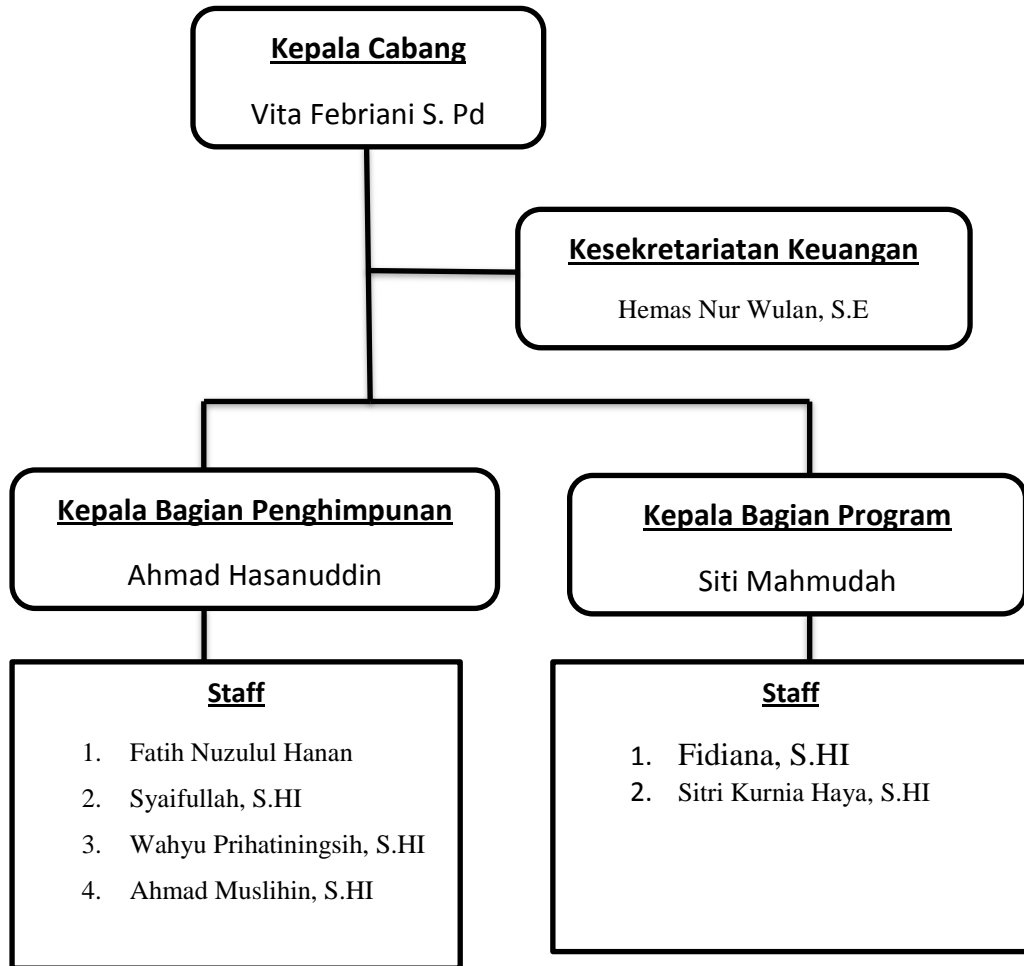 Kepala Cabang
Vita Febriani S. Pd
Kesekretariatan Keuangan
Hemas Nur Wulan, S.E
Kepala Bagian Penghimpunan
Ahmad Hasanuddin
Kepala Bagian Program
Siti Mahmudah
Staff
1. Fatih Nuzulul Hanan
2. Syaifullah, S.HI
3. Wahyu Prihatiningsih, S.HI
4. Ahmad Muslihin, S.HI
Staff
1. Fidiana, S.HI
2. Sitri Kurnia Haya, S.HI